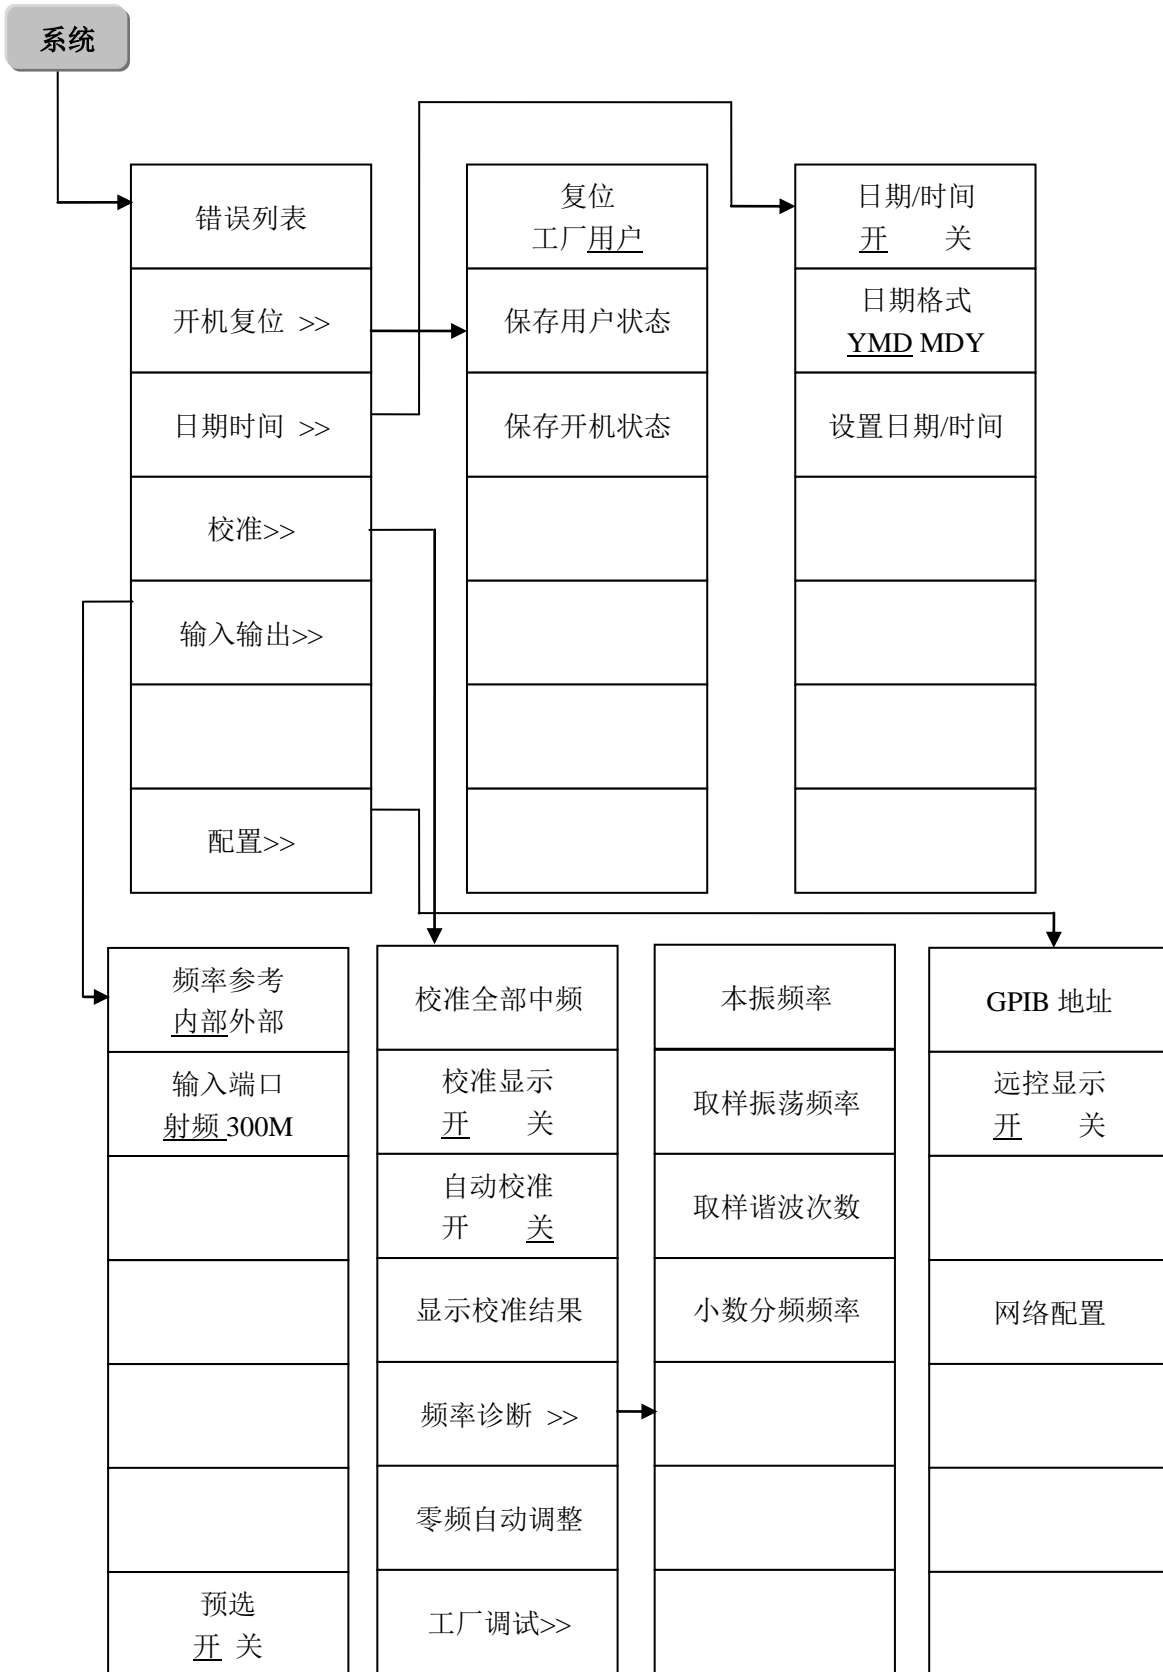 系统
错误列表
开机复位 >>
日期时间 >>
校准>>
输入输出>>
配置>>
复位
工厂用户
保存用户状态
保存开机状态
日期/时间
开 关
日期格式
YMD MDY
设置日期/时间
频率参考
内部外部
输入端口
射频 300M
预选
开 关
校准全部中频
校准显示
开 关
自动校准
开 关
显示校准结果
频率诊断 >>
零频自动调整
工厂调试>>
本振频率
取样振荡频率
取样谐波次数
小数分频频率
GPIB 地址
远控显示
开 关
网络配置